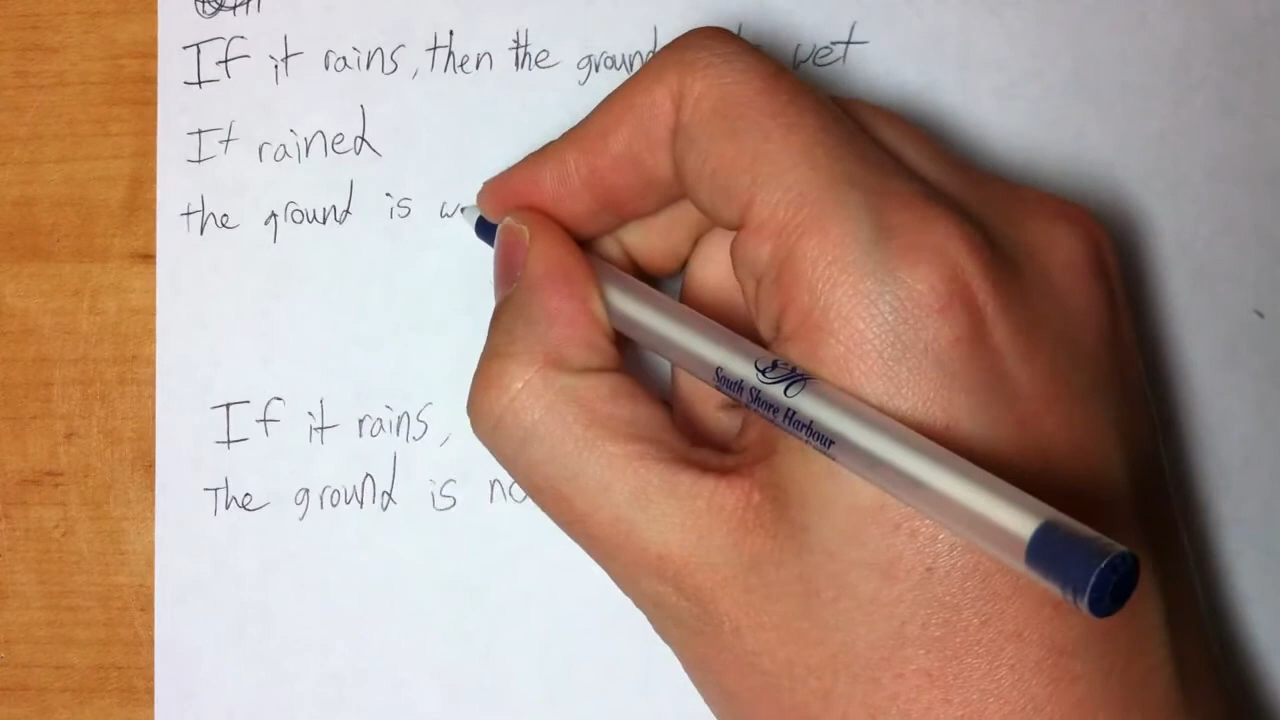 If it rains, then the ground wet
It rained
the ground is
If it rains,
The ground is
South Shore Harbour